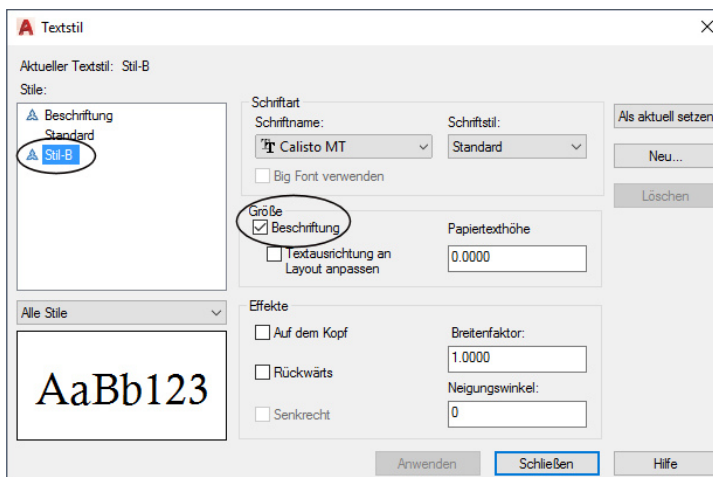 Textstil
Aktueller Textstil: Stil-B
Stile:
Beschriftung
Standard
Stil-B
Alle Stile
AaBb123
Schriftart
Schriftname:
Calisto MT
Schriftstil:
Standard
Big Font verwenden
Größe
Beschriftung
Textausrichtung an
Layout anpassen
Papiertexthöhe
0.0000
Effekte
Auf dem Kopf
Rückwärts
Senkrecht
Breitenfaktor:
1.0000
Neigungswinkel:
0
Als aktuell setzen
Neu...
Löschen
Anwenden
Schließen
Hilfe